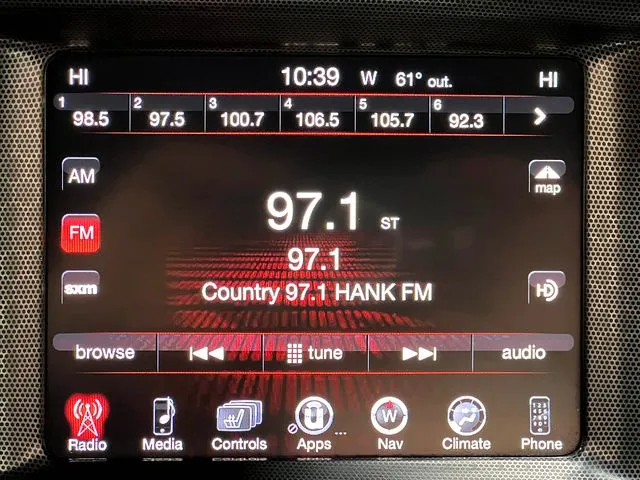 HI 10:39 W 61° out. HI
1 2 3 4 5 6
98.5 97.5 100.7 106.5 105.7 92.3
AM
map
97.1 ST
FM
97.1
sxm
Country 97.1 HANK FM
HD
browse tune audio
U
W
Radio Media Controls Apps ... Nav Climate Phone